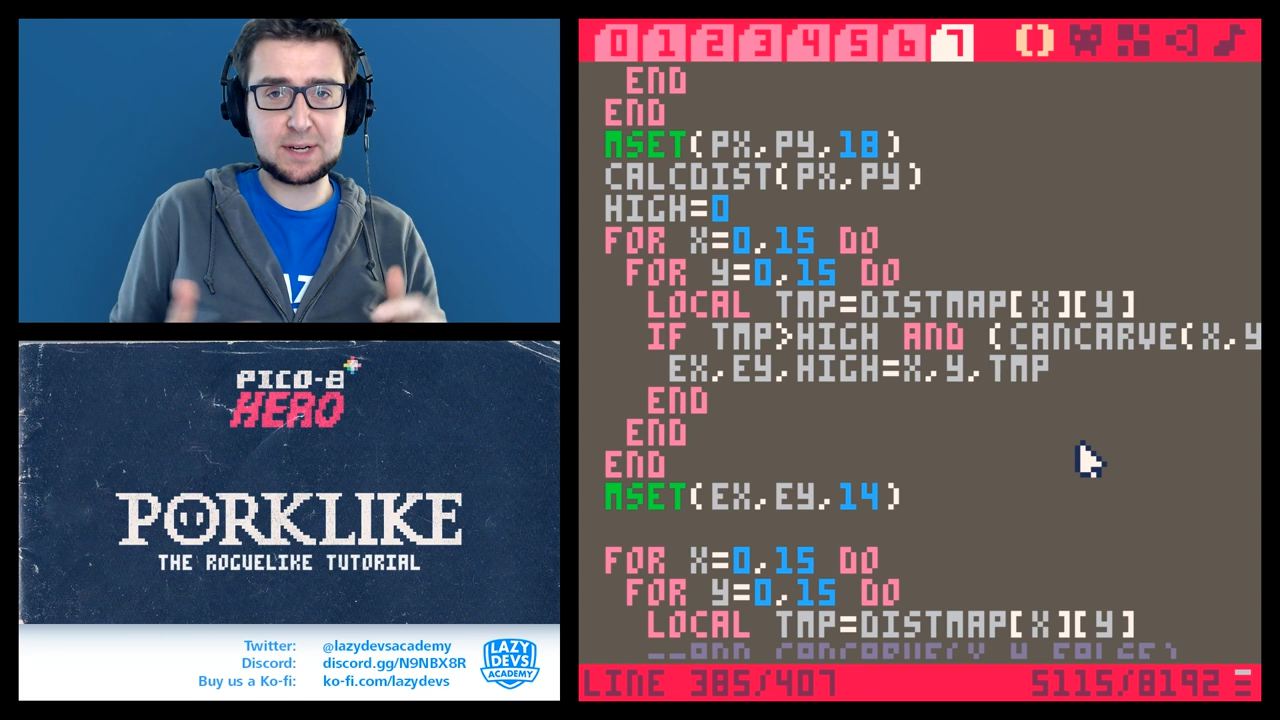 LAZ
PICO-8
HERO
PORKLIKE
THE ROGUELIKE TUTORIAL
Twitter: @lazydevsacademy
Discord: discord.gg/N9NBX8R
Buy us a Ko-fi: ko-fi.com/lazydevs
LAZY
DEVS
ACADEMY
0 1 2 3 4 5 6 7
END
END
MSET(PX,PY,18)
CALCDIST(PX,PY)
HIGH=0
FOR X=0,15 DO
FOR Y=0,15 DO
LOCAL TMP=DISTMAP[X][Y]
IF TMP>HIGH AND (CANCARVE(X,Y
EX,EY,HIGH=X,Y,TMP
END
END
END
MSET(EX,EY,14)
FOR X=0,15 DO
FOR Y=0,15 DO
LOCAL TMP=DISTMAP[X][Y]
LINE 385/407
5115/8192